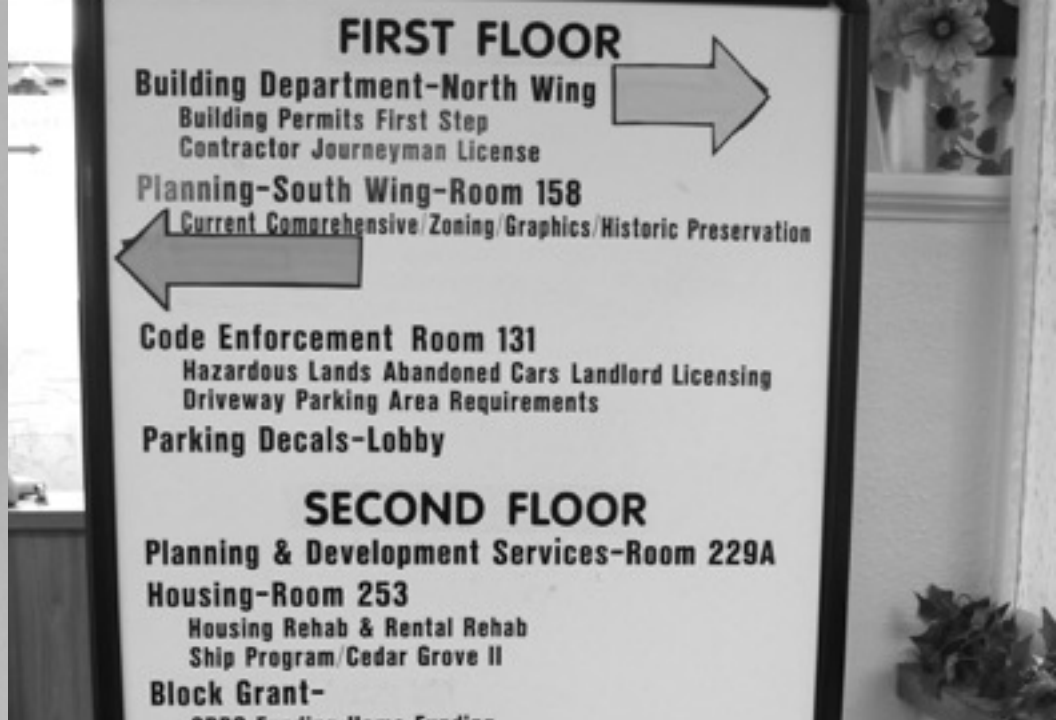 FIRST FLOOR
Building Department-North Wing
Building Permits First Step
Contractor Journeyman License
Planning-South Wing-Room 158
Current Comprehensive/Zoning/Graphics/Historic Preservation
Code Enforcement Room 131
Hazardous Lands Abandoned Cars Landlord Licensing
Driveway Parking Area Requirements
Parking Decals-Lobby
SECOND FLOOR
Planning & Development Services-Room 229A
Housing-Room 253
Housing Rehab & Rental Rehab
Ship Program/Cedar Grove II
Block Grant-
Funding Home Funding